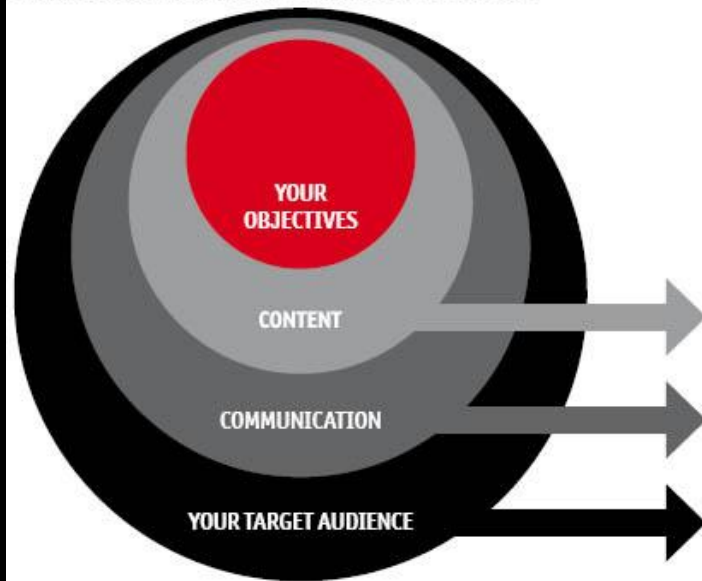 YOUR
OBJECTIVES
CONTENT
COMMUNICATION
YOUR TARGET AUDIENCE